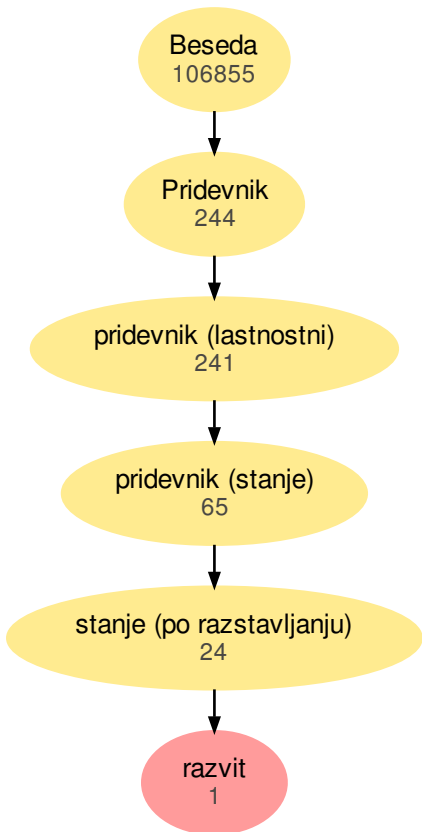 Beseda
106855
Pridevnik
244
pridevnik (lastnostni)
241
pridevnik (stanje)
65
stanje (po razstavljanju)
24
razvit
1